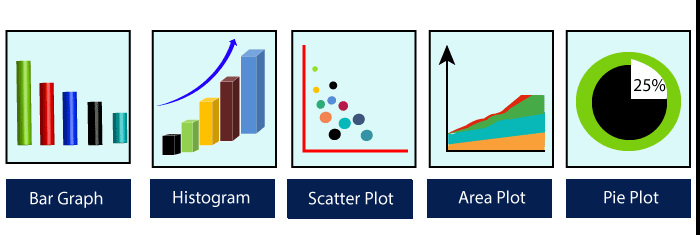 25%
Bar Graph
Histogram
Scatter Plot
Area Plot
Pie Plot